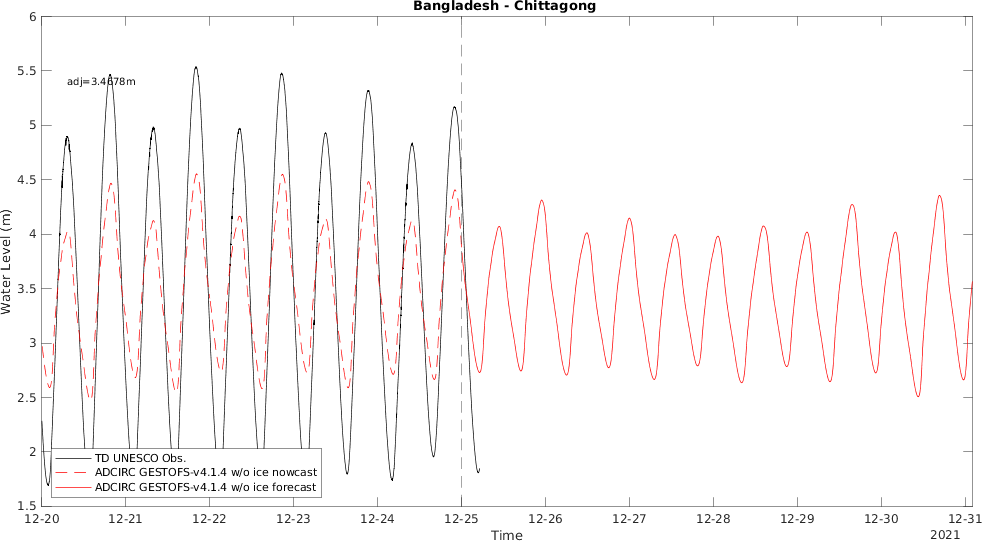 Bangladesh - Chittagong
6
5.5
adj=3.4678m
5
4.5
4
3.5
3
2.5
2
1.5
Water Level (m)
TD UNESCO Obs.
ADCIRC GESTOFS-v4.1.4 w/o ice nowcast
ADCIRC GESTOFS-v4.1.4 w/o ice forecast
12-20 12-21 12-22 12-23 12-24 12-25 12-26 12-27 12-28 12-29 12-30 12-31
Time
2021